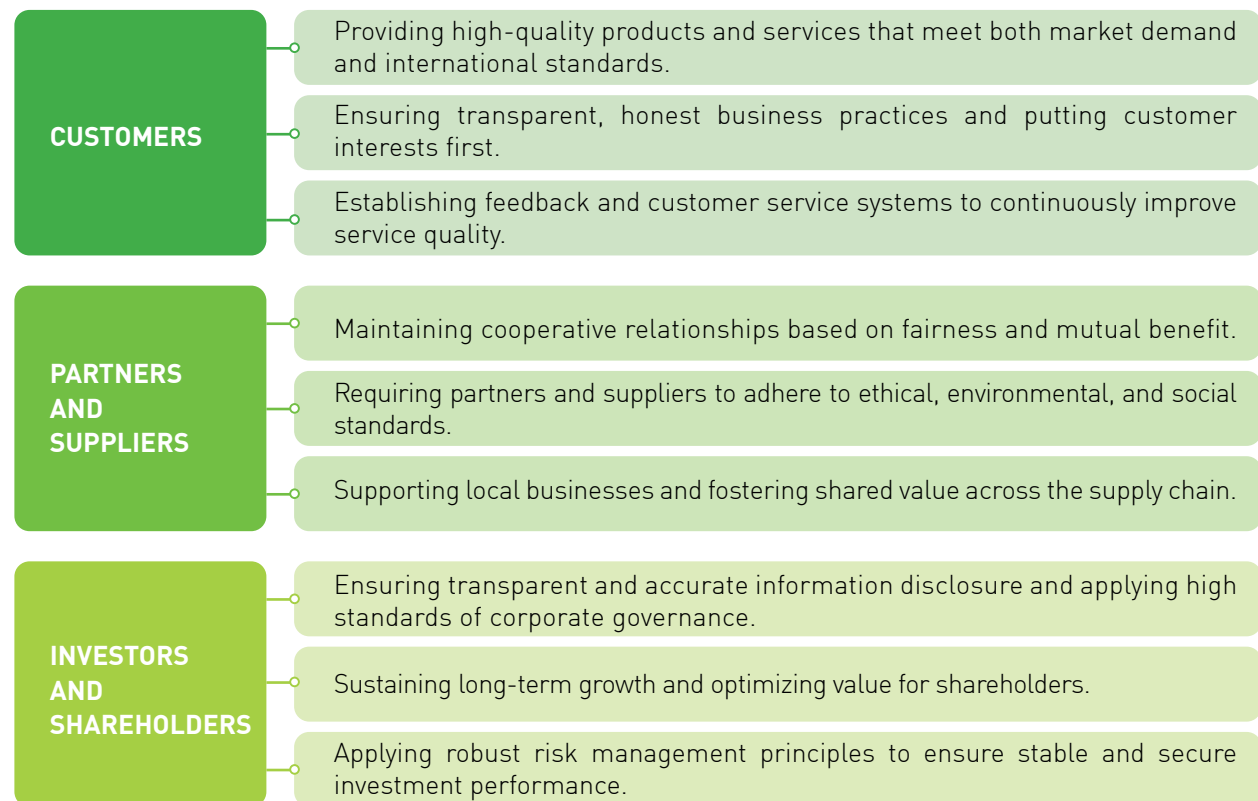 CUSTOMERS
Providing high-quality products and services that meet both market demand
and international standards.
Ensuring transparent, honest business practices and putting customer
interests first.
Establishing feedback and customer service systems to continuously improve
service quality.
PARTNERS
AND
SUPPLIERS
Maintaining cooperative relationships based on fairness and mutual benefit.
Requiring partners and suppliers to adhere to ethical, environmental, and social
standards.
Supporting local businesses and fostering shared value across the supply chain.
INVESTORS
AND
SHAREHOLDERS
Ensuring transparent and accurate information disclosure and applying high
standards of corporate governance.
Sustaining long-term growth and optimizing value for shareholders.
Applying robust risk management principles to ensure stable and secure
investment performance.